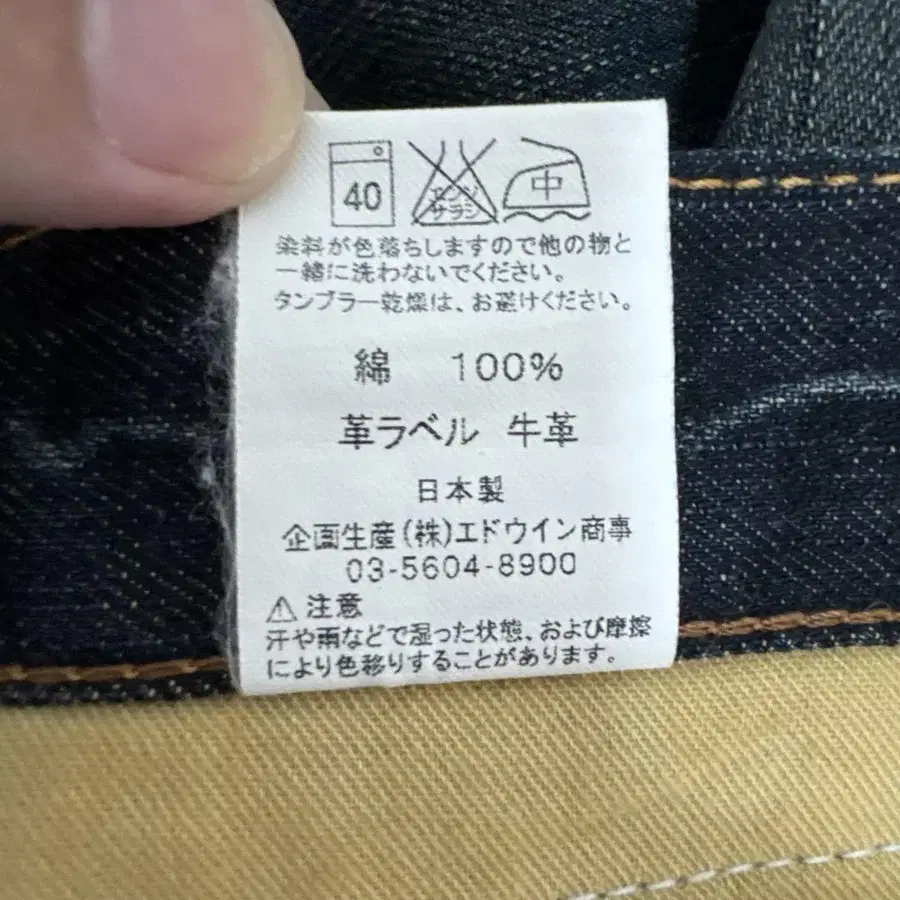 40
エンソ
サラシ
中
染料が色落ちしますので他の物と
一緒に洗わないでください。
タンブラー乾燥は、お避けください。
綿 100%
革ラベル 牛革
日本製
企画生産(株)エドウイン商事
03-5604-8900
⚠ 注意
汗や雨などで湿った状態、および摩擦
により色移りすることがあります。